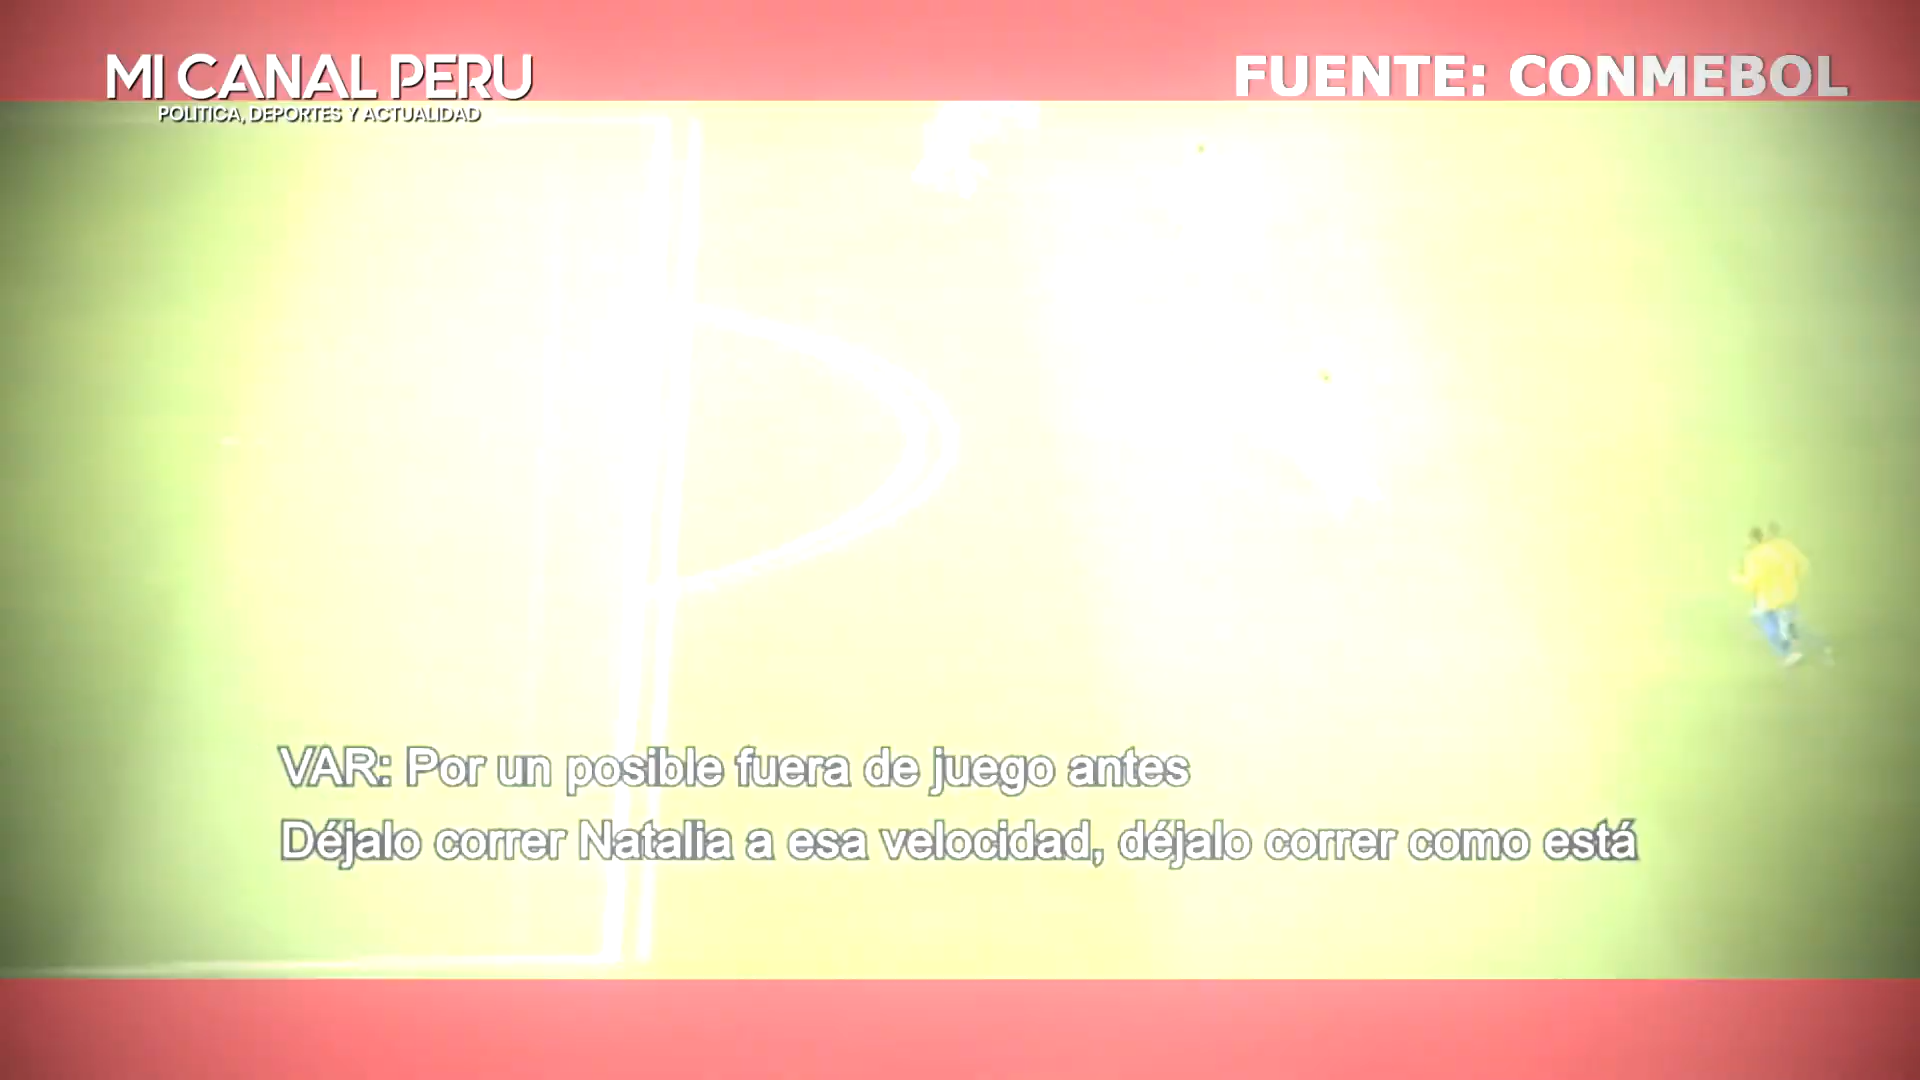 MI CANAL PERU
POLITICA, DEPORTES Y ACTUALIDAD
FUENTE: CONMEBOL
VAR: Por un posible fuera de juego antes
Déjalo correr Natalia a esa velocidad, déjalo correr como está